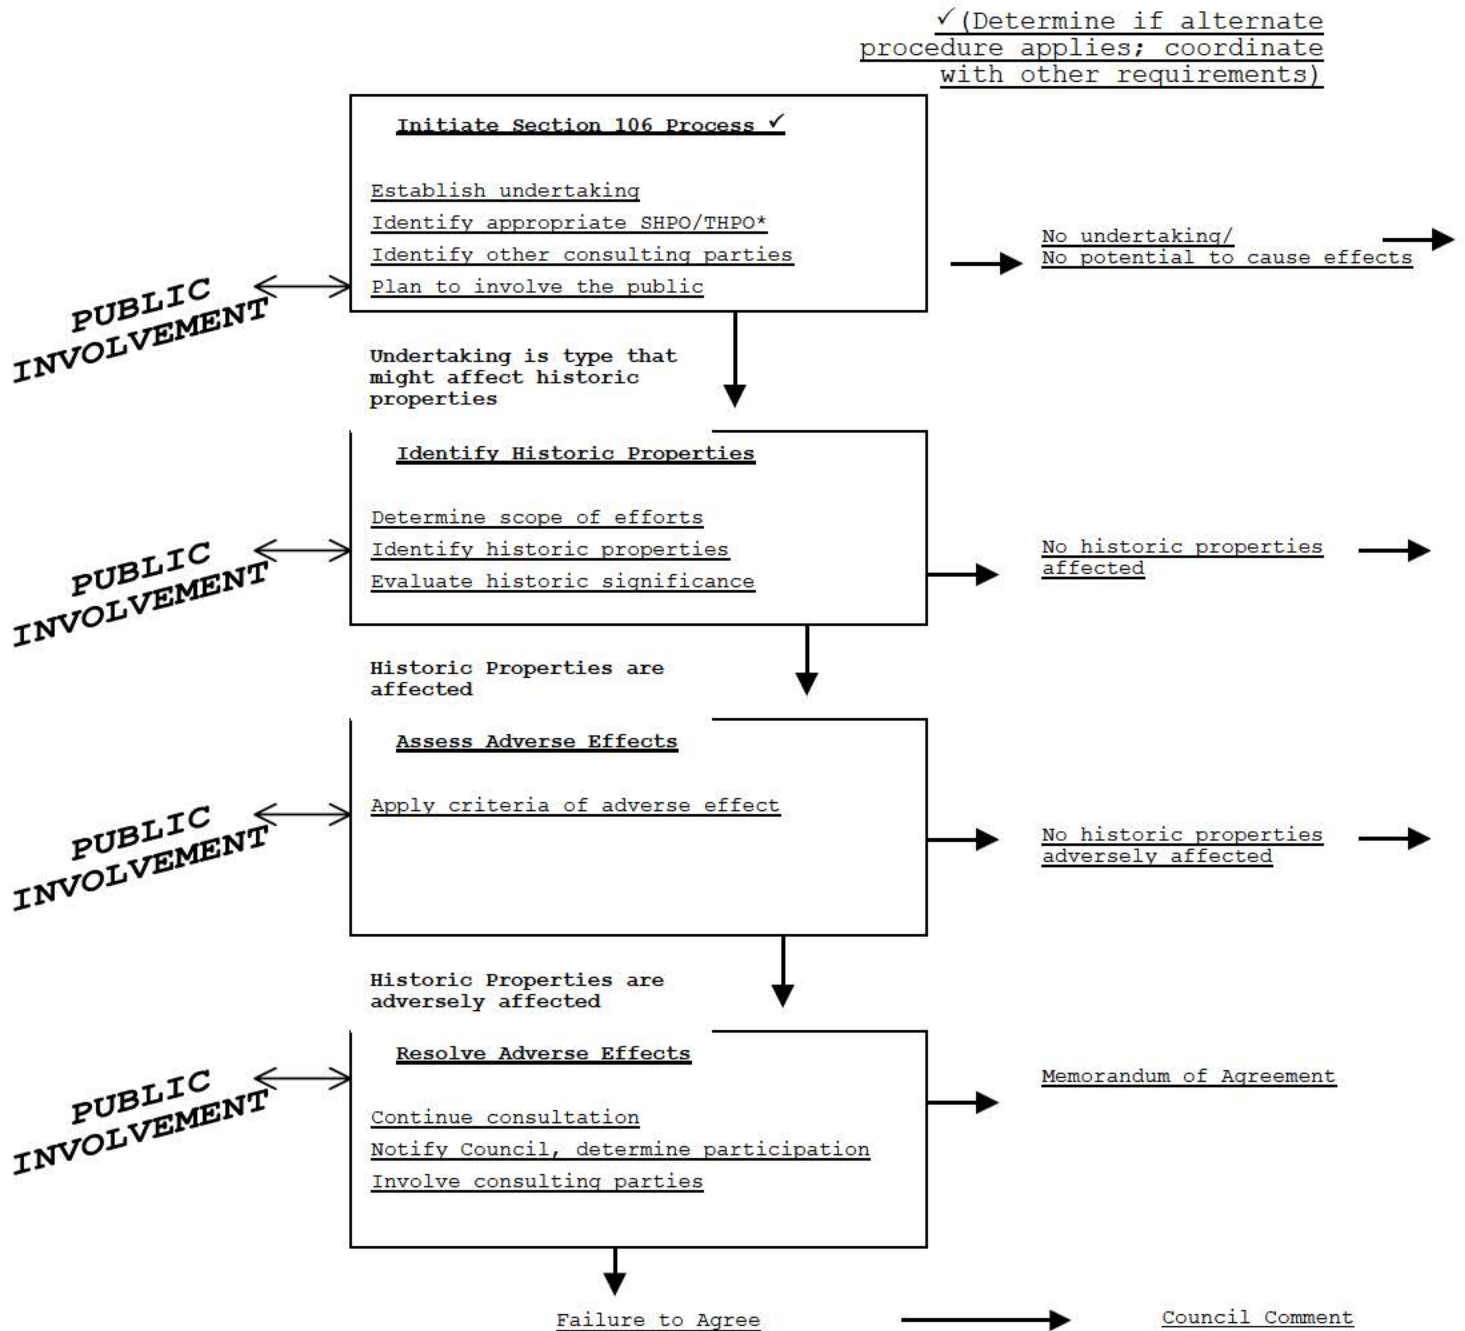 ✓(Determine if alternate
procedure applies; coordinate
with other requirements)
Initiate Section 106 Process ✓
Establish undertaking
Identify appropriate SHPO/THPO*
Identify other consulting parties
Plan to involve the public
No undertaking/
No potential to cause effects
PUBLIC
INVOLVEMENT
Undertaking is type that
might affect historic
properties
Identify Historic Properties
Determine scope of efforts
Identify historic properties
Evaluate historic significance
No historic properties
affected
PUBLIC
INVOLVEMENT
Historic Properties are
affected
Assess Adverse Effects
Apply criteria of adverse effect
No historic properties
adversely affected
PUBLIC
INVOLVEMENT
Historic Properties are
adversely affected
Resolve Adverse Effects
Continue consultation
Notify Council, determine participation
Involve consulting parties
Memorandum of Agreement
PUBLIC
INVOLVEMENT
Failure to Agree
Council Comment